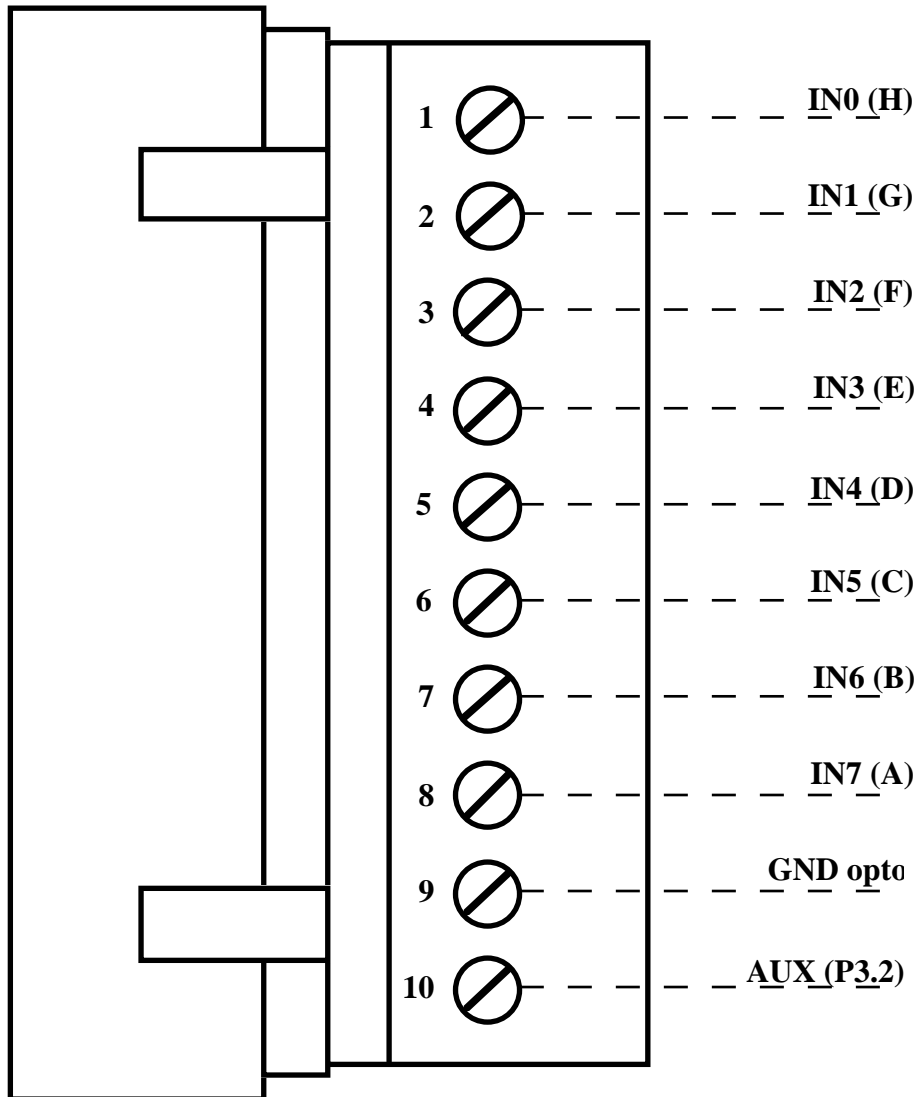 1 IN0 (H)
2 IN1 (G)
3 IN2 (F)
4 IN3 (E)
5 IN4 (D)
6 IN5 (C)
7 IN6 (B)
8 IN7 (A)
9 GND opto
10 AUX (P3.2)